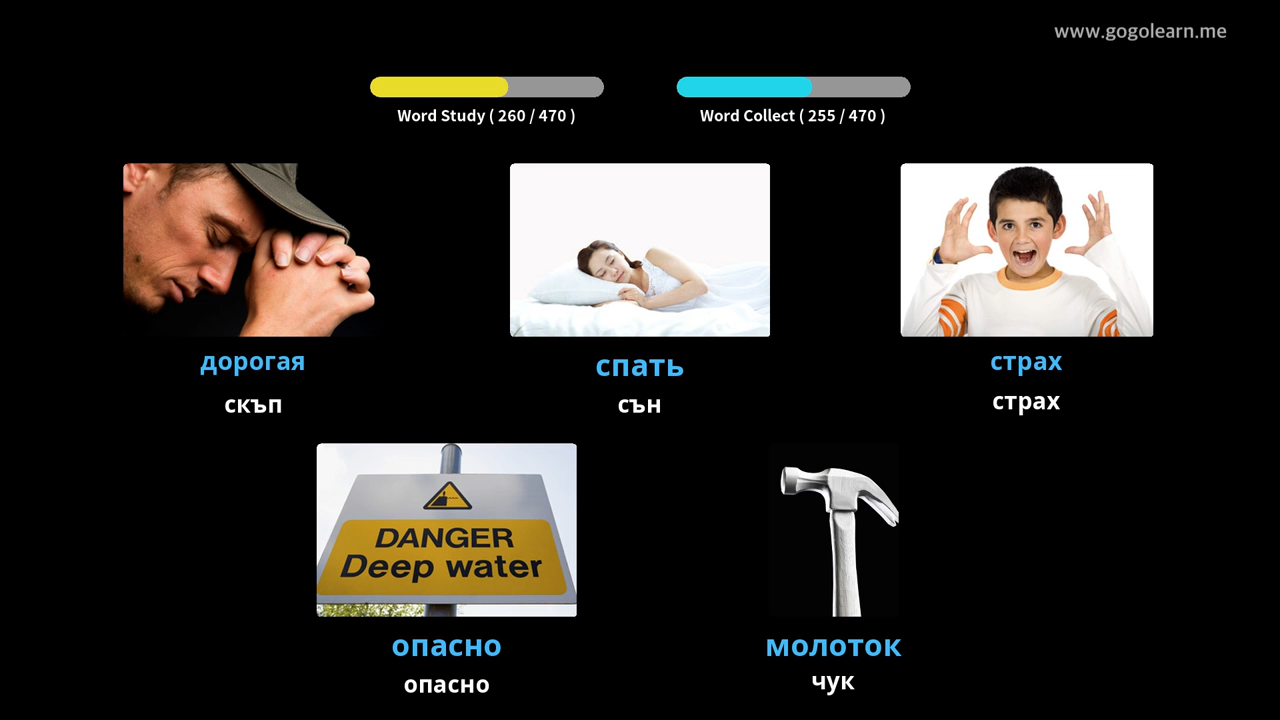 www.gogolearn.me
Word Study ( 260 / 470 )
Word Collect ( 255 / 470 )
дорогая
скъп
спать
сън
страх
страх
DANGER
Deep water
опасно
опасно
молоток
чук